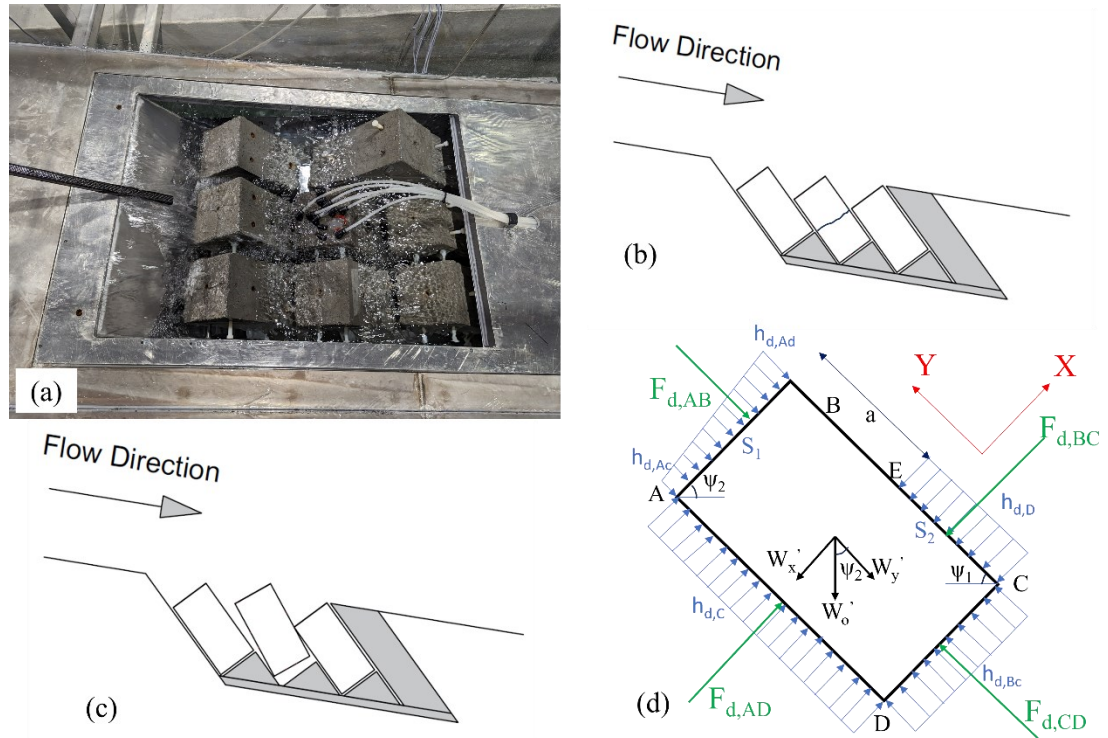 (a)
Flow Direction
(b)
Flow Direction
(c)
h_d,Ad
Y
X
F_d,AB
B
a
F_d,BC
h_d,Ac
S_1
E
h_d,D
A
ψ_2
S_2
W_x'
ψ_2
W_y'
ψ_1
C
W_o'
h_d,C
h_d,Bc
(d)
F_d,AD
D
F_d,CD